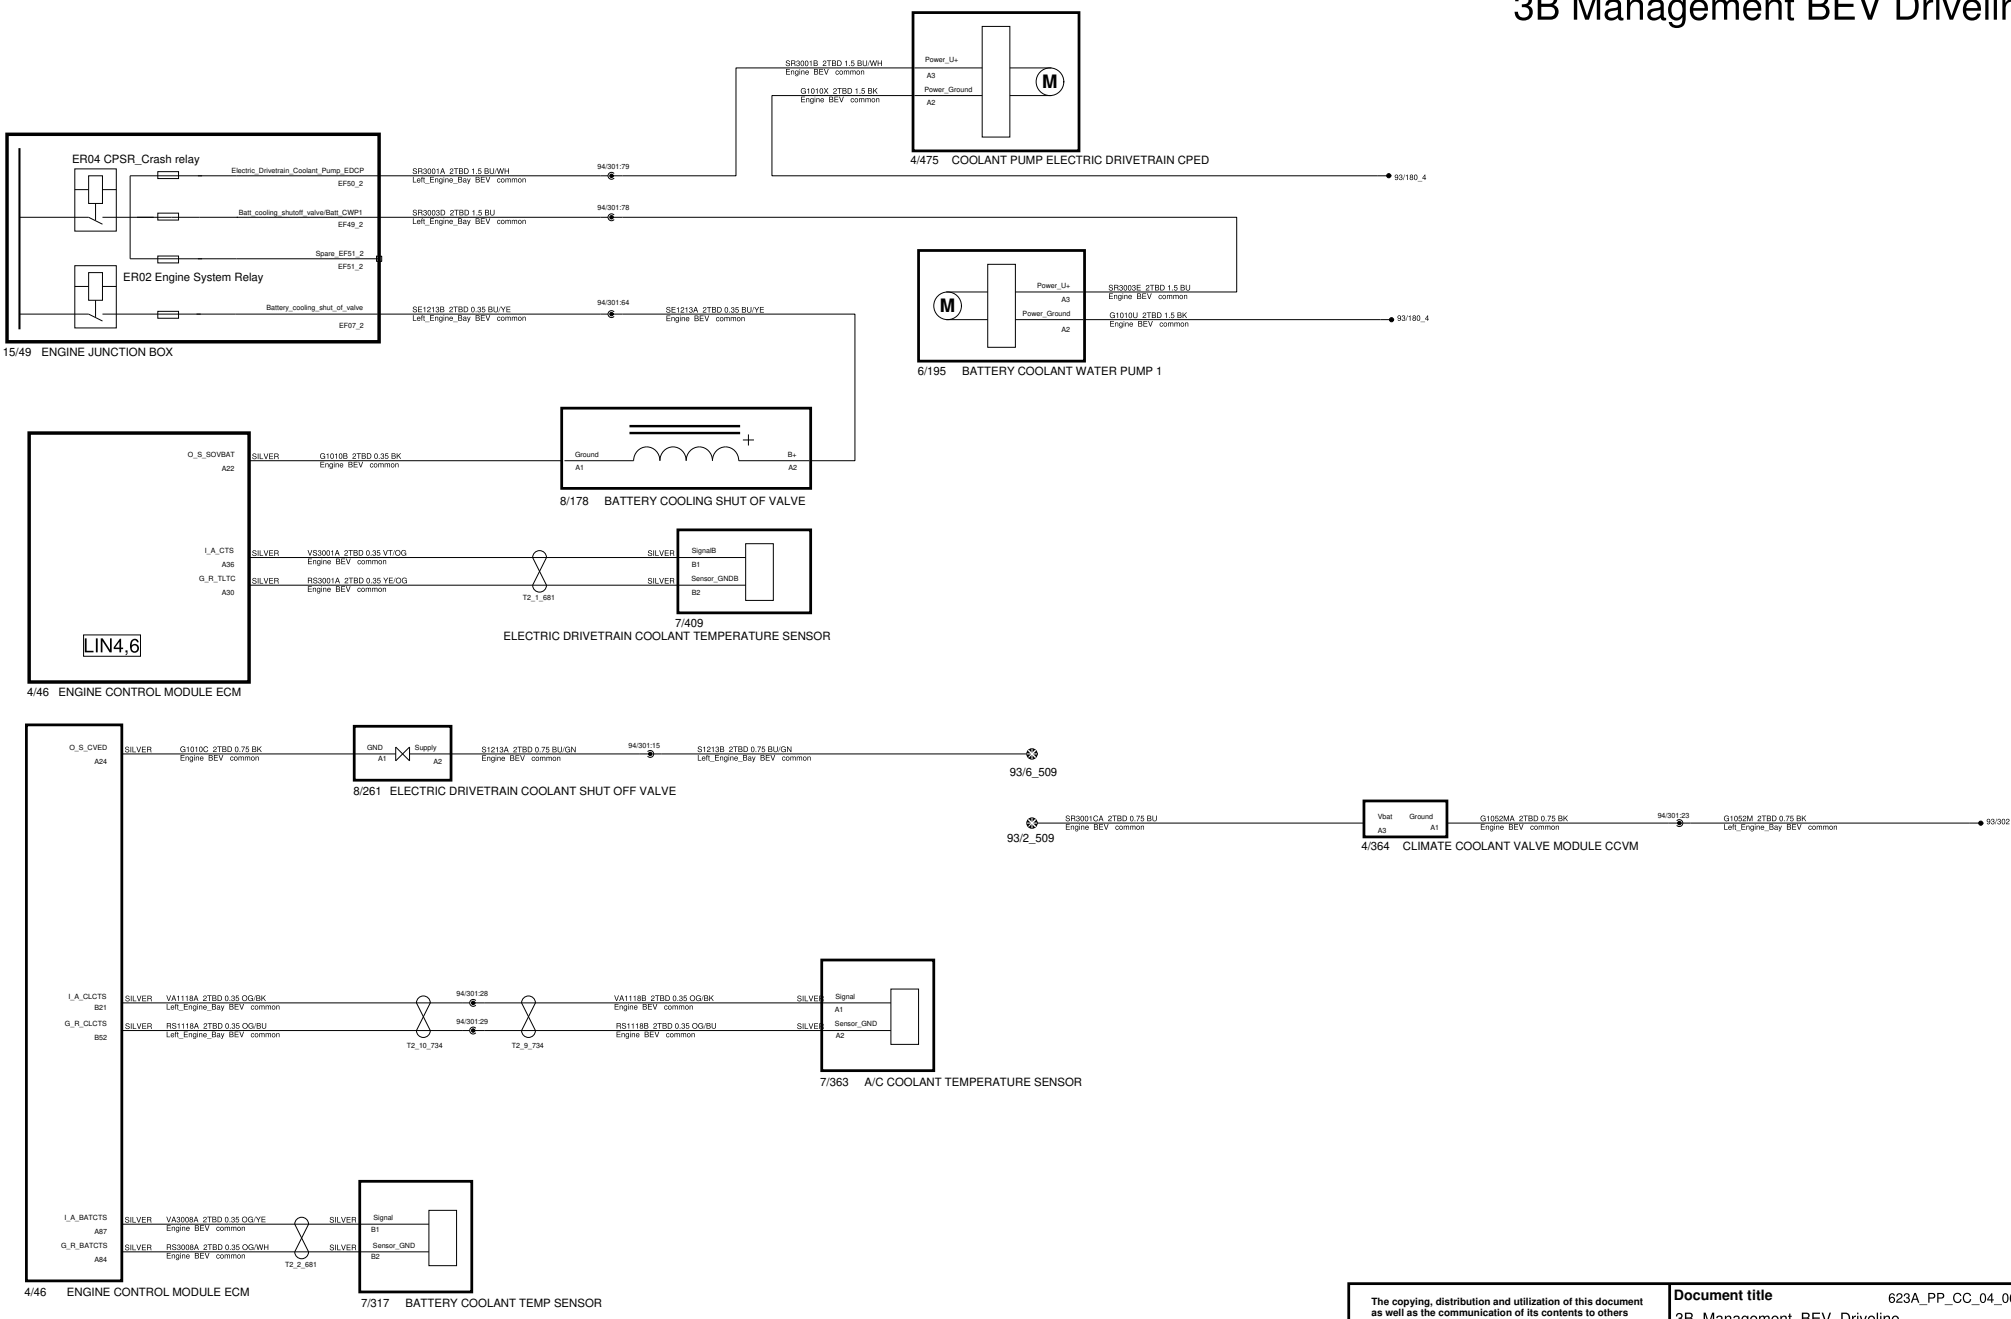 3B Management BEV Drivelin
SR3001B 2TBD 1.5 BU/WH
Engine BEV common
G1010X 2TBD 1.5 BK
Engine BEV common
Power_U+
A3
Power_Ground
A2
M
4/475 COOLANT PUMP ELECTRIC DRIVETRAIN CPED
93/180_4
ER04 CPSR_Crash relay
Electric_Drivetrain_Coolant_Pump_EDCP
EF50_2
SR3001A 2TBD 1.5 BU/WH
Left_Engine_Bay BEV common
94/301:79
Batt_cooling_shutoff_valve/Batt_CWP1
EF49_2
SR3003D 2TBD 1.5 BU
Left_Engine_Bay BEV common
94/301:78
Spare_EF51_2
EF51_2
ER02 Engine System Relay
Battery_cooling_shut_of_valve
EF07_2
SE1213B 2TBD 0.35 BU/YE
Left_Engine_Bay BEV common
94/301:64
SE1213A 2TBD 0.35 BU/YE
Engine BEV common
15/49 ENGINE JUNCTION BOX
M
Power_U+
A3
Power_Ground
A2
SR3003E 2TBD 1.5 BU
Engine BEV common
G1010U 2TBD 1.5 BK
Engine BEV common
93/180_4
6/195 BATTERY COOLANT WATER PUMP 1
O_S_SOVBAT
A22
SILVER
G1010B 2TBD 0.35 BK
Engine BEV common
Ground
A1
+
B+
A2
8/178 BATTERY COOLING SHUT OF VALVE
I_A_CTS
A36
G_R_TLTC
A30
SILVER
VS3001A 2TBD 0.35 VT/OG
Engine BEV common
SILVER
RS3001A 2TBD 0.35 YE/OG
Engine BEV common
T2_1_681
SILVER
SILVER
SignalB
B1
Sensor_GNDB
B2
7/409
ELECTRIC DRIVETRAIN COOLANT TEMPERATURE SENSOR
LIN4,6
4/46 ENGINE CONTROL MODULE ECM
O_S_CVED
A24
SILVER
G1010C 2TBD 0.75 BK
Engine BEV common
GND
A1
Supply
A2
S1213A 2TBD 0.75 BU/GN
Engine BEV common
94/301:15
S1213B 2TBD 0.75 BU/GN
Left_Engine_Bay BEV common
93/6_509
8/261 ELECTRIC DRIVETRAIN COOLANT SHUT OFF VALVE
93/2_509
SR3001CA 2TBD 0.75 BU
Engine BEV common
Vbat
A3
Ground
A1
G1052MA 2TBD 0.75 BK
Engine BEV common
94/301:23
G1052M 2TBD 0.75 BK
Left_Engine_Bay BEV common
93/302
4/364 CLIMATE COOLANT VALVE MODULE CCVM
I_A_CLCTS
B21
G_R_CLCTS
B52
SILVER
VA1118A 2TBD 0.35 OG/BK
Left_Engine_Bay BEV common
SILVER
RS1118A 2TBD 0.35 OG/BU
Left_Engine_Bay BEV common
T2_10_734
94/301:28
94/301:29
T2_9_734
VA1118B 2TBD 0.35 OG/BK
Engine BEV common
RS1118B 2TBD 0.35 OG/BU
Engine BEV common
SILVER
SILVER
Signal
A1
Sensor_GND
A2
7/363 A/C COOLANT TEMPERATURE SENSOR
I_A_BATCTS
A87
G_R_BATCTS
A84
SILVER
VA3008A 2TBD 0.35 OG/YE
Engine BEV common
SILVER
RS3008A 2TBD 0.35 OG/WH
Engine BEV common
T2_2_681
SILVER
SILVER
Signal
B1
Sensor_GND
B2
4/46 ENGINE CONTROL MODULE ECM
7/317 BATTERY COOLANT TEMP SENSOR
The copying, distribution and utilization of this document
as well as the communication of its contents to others
Document title
623A_PP_CC_04_00
3B Management BEV Driveline